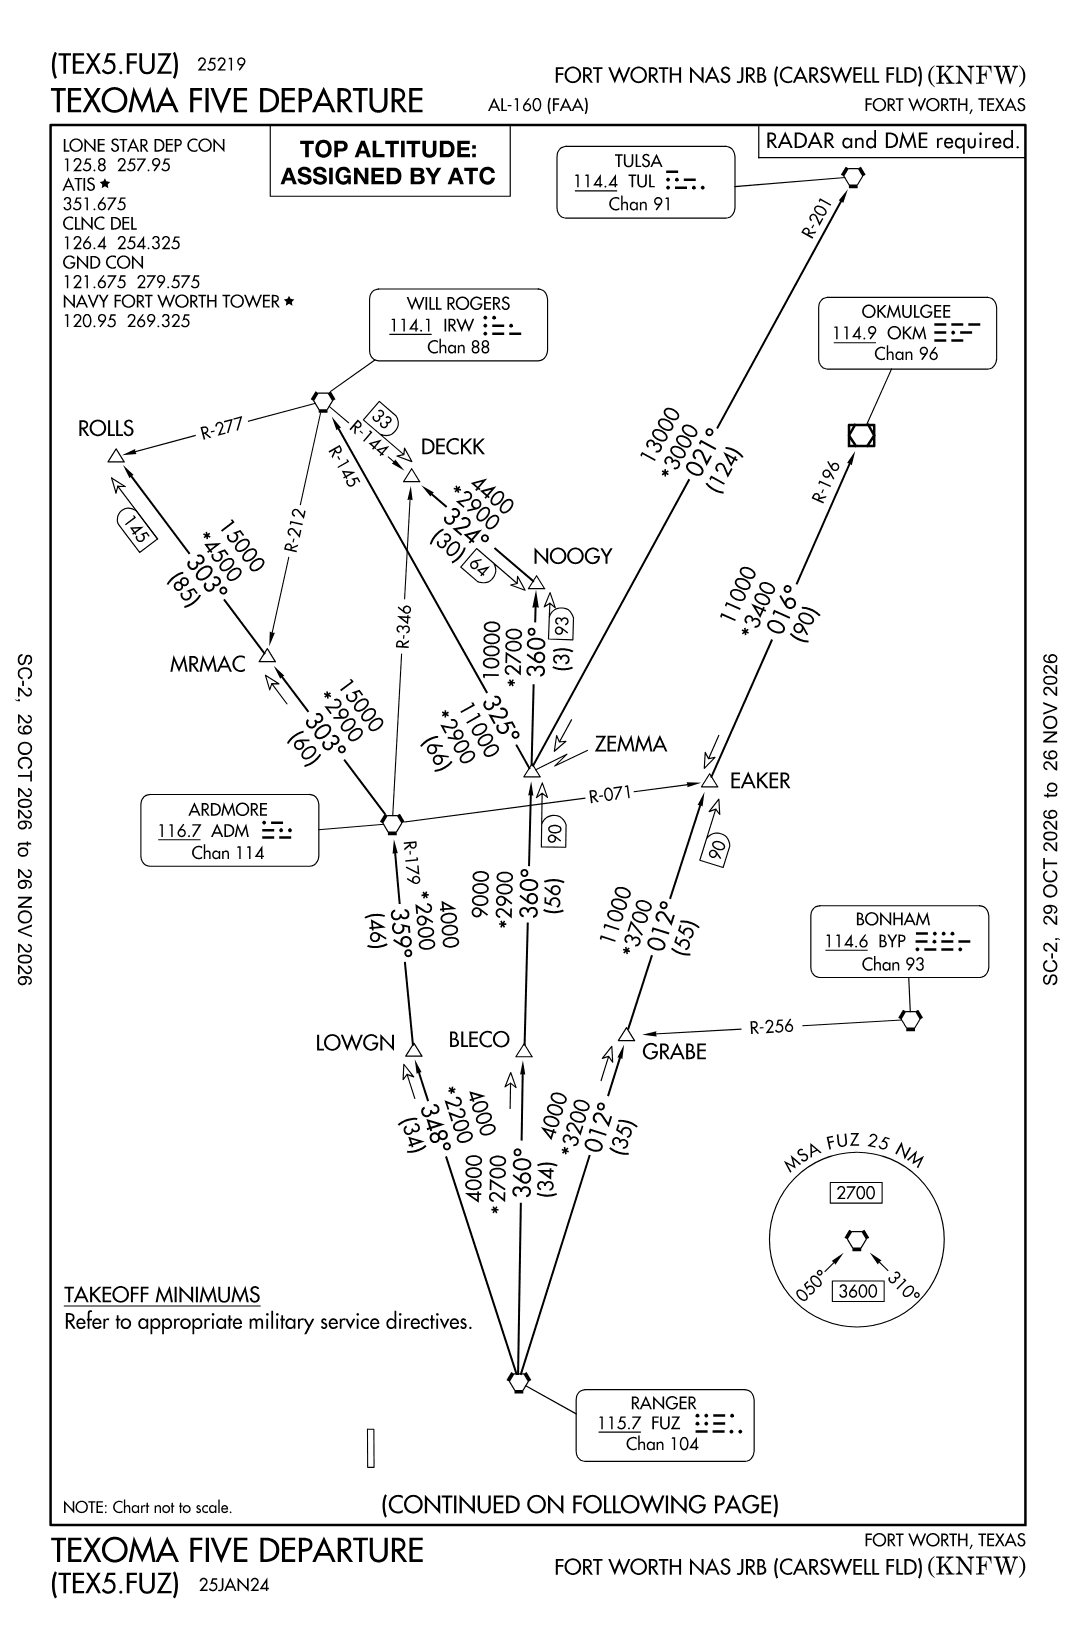 (TEX5.FUZ) 25219
FORT WORTH NAS JRB (CARSWELL FLD) (KNFW)
TEXOMA FIVE DEPARTURE
AL-160 (FAA)
FORT WORTH, TEXAS
LONE STAR DEP CON
125.8 257.95
ATIS ★
351.675
CLNC DEL
126.4 254.325
GND CON
121.675 279.575
NAVY FORT WORTH TOWER ★
120.95 269.325
TOP ALTITUDE:
ASSIGNED BY ATC
RADAR and DME required.
TULSA
114.4 TUL
Chan 91
R-201
WILL ROGERS
114.1 IRW
Chan 88
OKMULGEE
114.9 OKM
Chan 96
ROLLS
R-277
33
R-144
DECKK
R-145
R-196
13000
*3000
021°
(124)
145
15000
*4500
303°
(85)
R-212
4400
*2900
324°
(30)
64
NOOGY
93
R-346
10000
*2700
360°
(3)
11000
*3400
016°
(90)
MRMAC
15000
*2900
303°
(60)
325°
11000
*2900
(66)
ZEMMA
EAKER
R-071
ARDMORE
116.7 ADM
Chan 114
90
90
R-179
4000
*2600
359°
(46)
9000
*2900
360°
(56)
11000
*3700
012°
(55)
BONHAM
114.6 BYP
Chan 93
R-256
LOWGN
BLECO
GRABE
4000
*2200
348°
(34)
4000
*2700
360°
(34)
4000
*3200
012°
(35)
MSA FUZ 25 NM
2700
050°
3600
310°
TAKEOFF MINIMUMS
Refer to appropriate military service directives.
RANGER
115.7 FUZ
Chan 104
NOTE: Chart not to scale.
(CONTINUED ON FOLLOWING PAGE)
SC-2, 29 OCT 2026 to 26 NOV 2026
SC-2, 29 OCT 2026 to 26 NOV 2026
TEXOMA FIVE DEPARTURE
FORT WORTH, TEXAS
(TEX5.FUZ) 25JAN24
FORT WORTH NAS JRB (CARSWELL FLD) (KNFW)